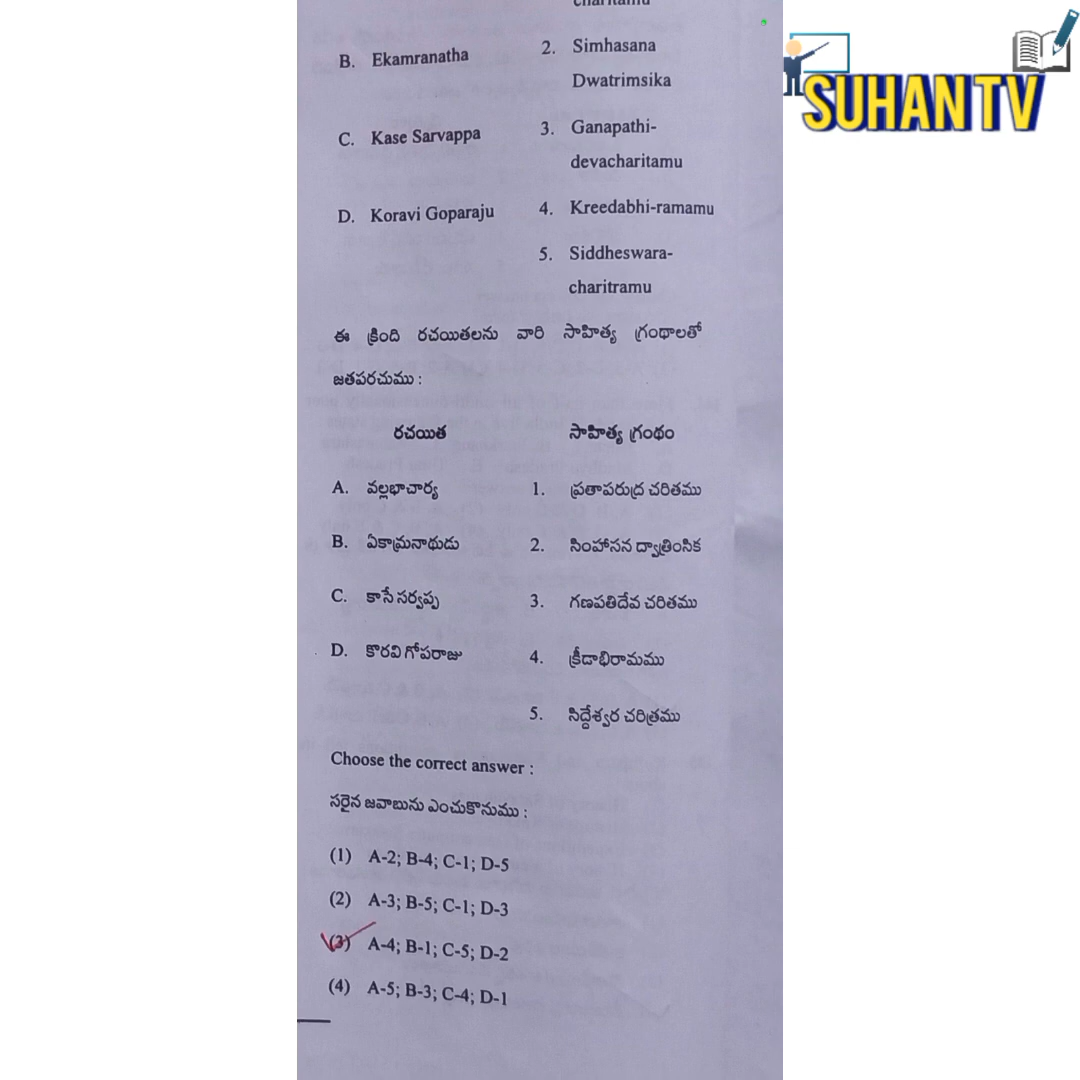 charitamu
B. Ekamranatha 2. Simhasana
Dwatrimsika
C. Kase Sarvappa 3. Ganapathi-
devacharitamu
D. Koravi Goparaju 4. Kreedabhi-ramamu
5. Siddheswara-
charitramu
ఈ క్రింది రచయితలను వారి సాహిత్య గ్రంథాలతో
జతపరచుము :
రచయిత సాహిత్య గ్రంథం
A. వల్లభాచార్య 1. ప్రతాపరుద్ర చరితము
B. ఏకామ్రనాథుడు 2. సింహాసన ద్వాత్రింసిక
C. కాసే సర్వప్ప 3. గణపతిదేవ చరితము
D. కొరవి గోపరాజు 4. క్రీడాభిరామము
5. సిద్దేశ్వర చరిత్రము
Choose the correct answer :
సరైన జవాబును ఎంచుకొనుము :
(1) A-2; B-4; C-1; D-5
(2) A-3; B-5; C-1; D-3
(3) A-4; B-1; C-5; D-2
(4) A-5; B-3; C-4; D-1
SUHAN TV